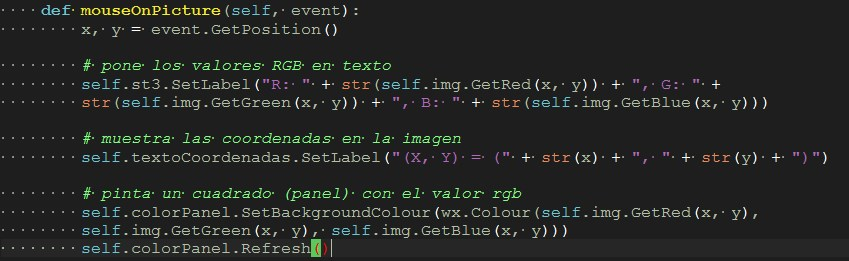 def mouseOnPicture(self, event):
x, y = event.GetPosition()
# pone los valores RGB en texto
self.st3.SetLabel("R: " + str(self.img.GetRed(x, y)) + ", G: " +
str(self.img.GetGreen(x, y)) + ", B: " + str(self.img.GetBlue(x, y)))
# muestra las coordenadas en la imagen
self.textoCoordenadas.SetLabel("(X, Y) = (" + str(x) + ", " + str(y) + ")")
# pinta un cuadrado (panel) con el valor rgb
self.colorPanel.SetBackgroundColour(wx.Colour(self.img.GetRed(x, y),
self.img.GetGreen(x, y), self.img.GetBlue(x, y)))
self.colorPanel.Refresh()